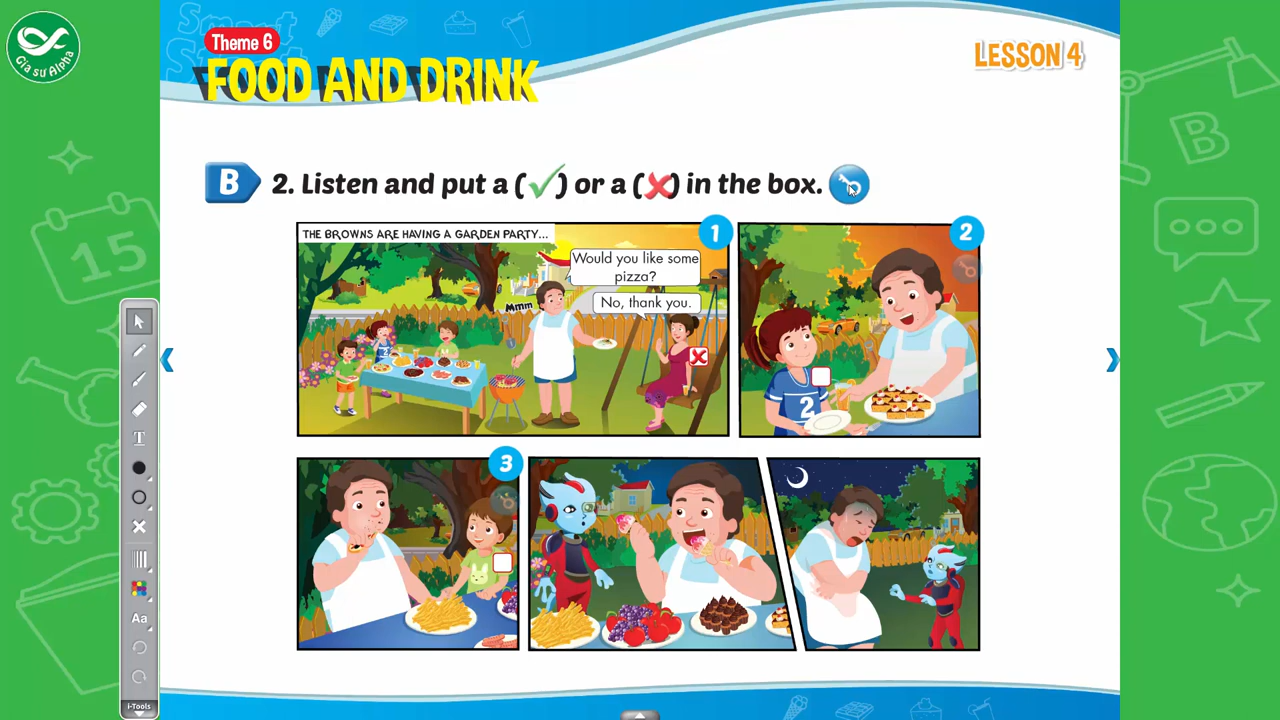 Gia sư Alpha
Theme 6
FOOD AND DRINK
LESSON 4
B 2. Listen and put a (✓) or a (✗) in the box.
THE BROWNS ARE HAVING A GARDEN PARTY...
1
Would you like some
pizza?
No, thank you.
Mmm
2
2
3
15
B
T
Aa
i-Tools